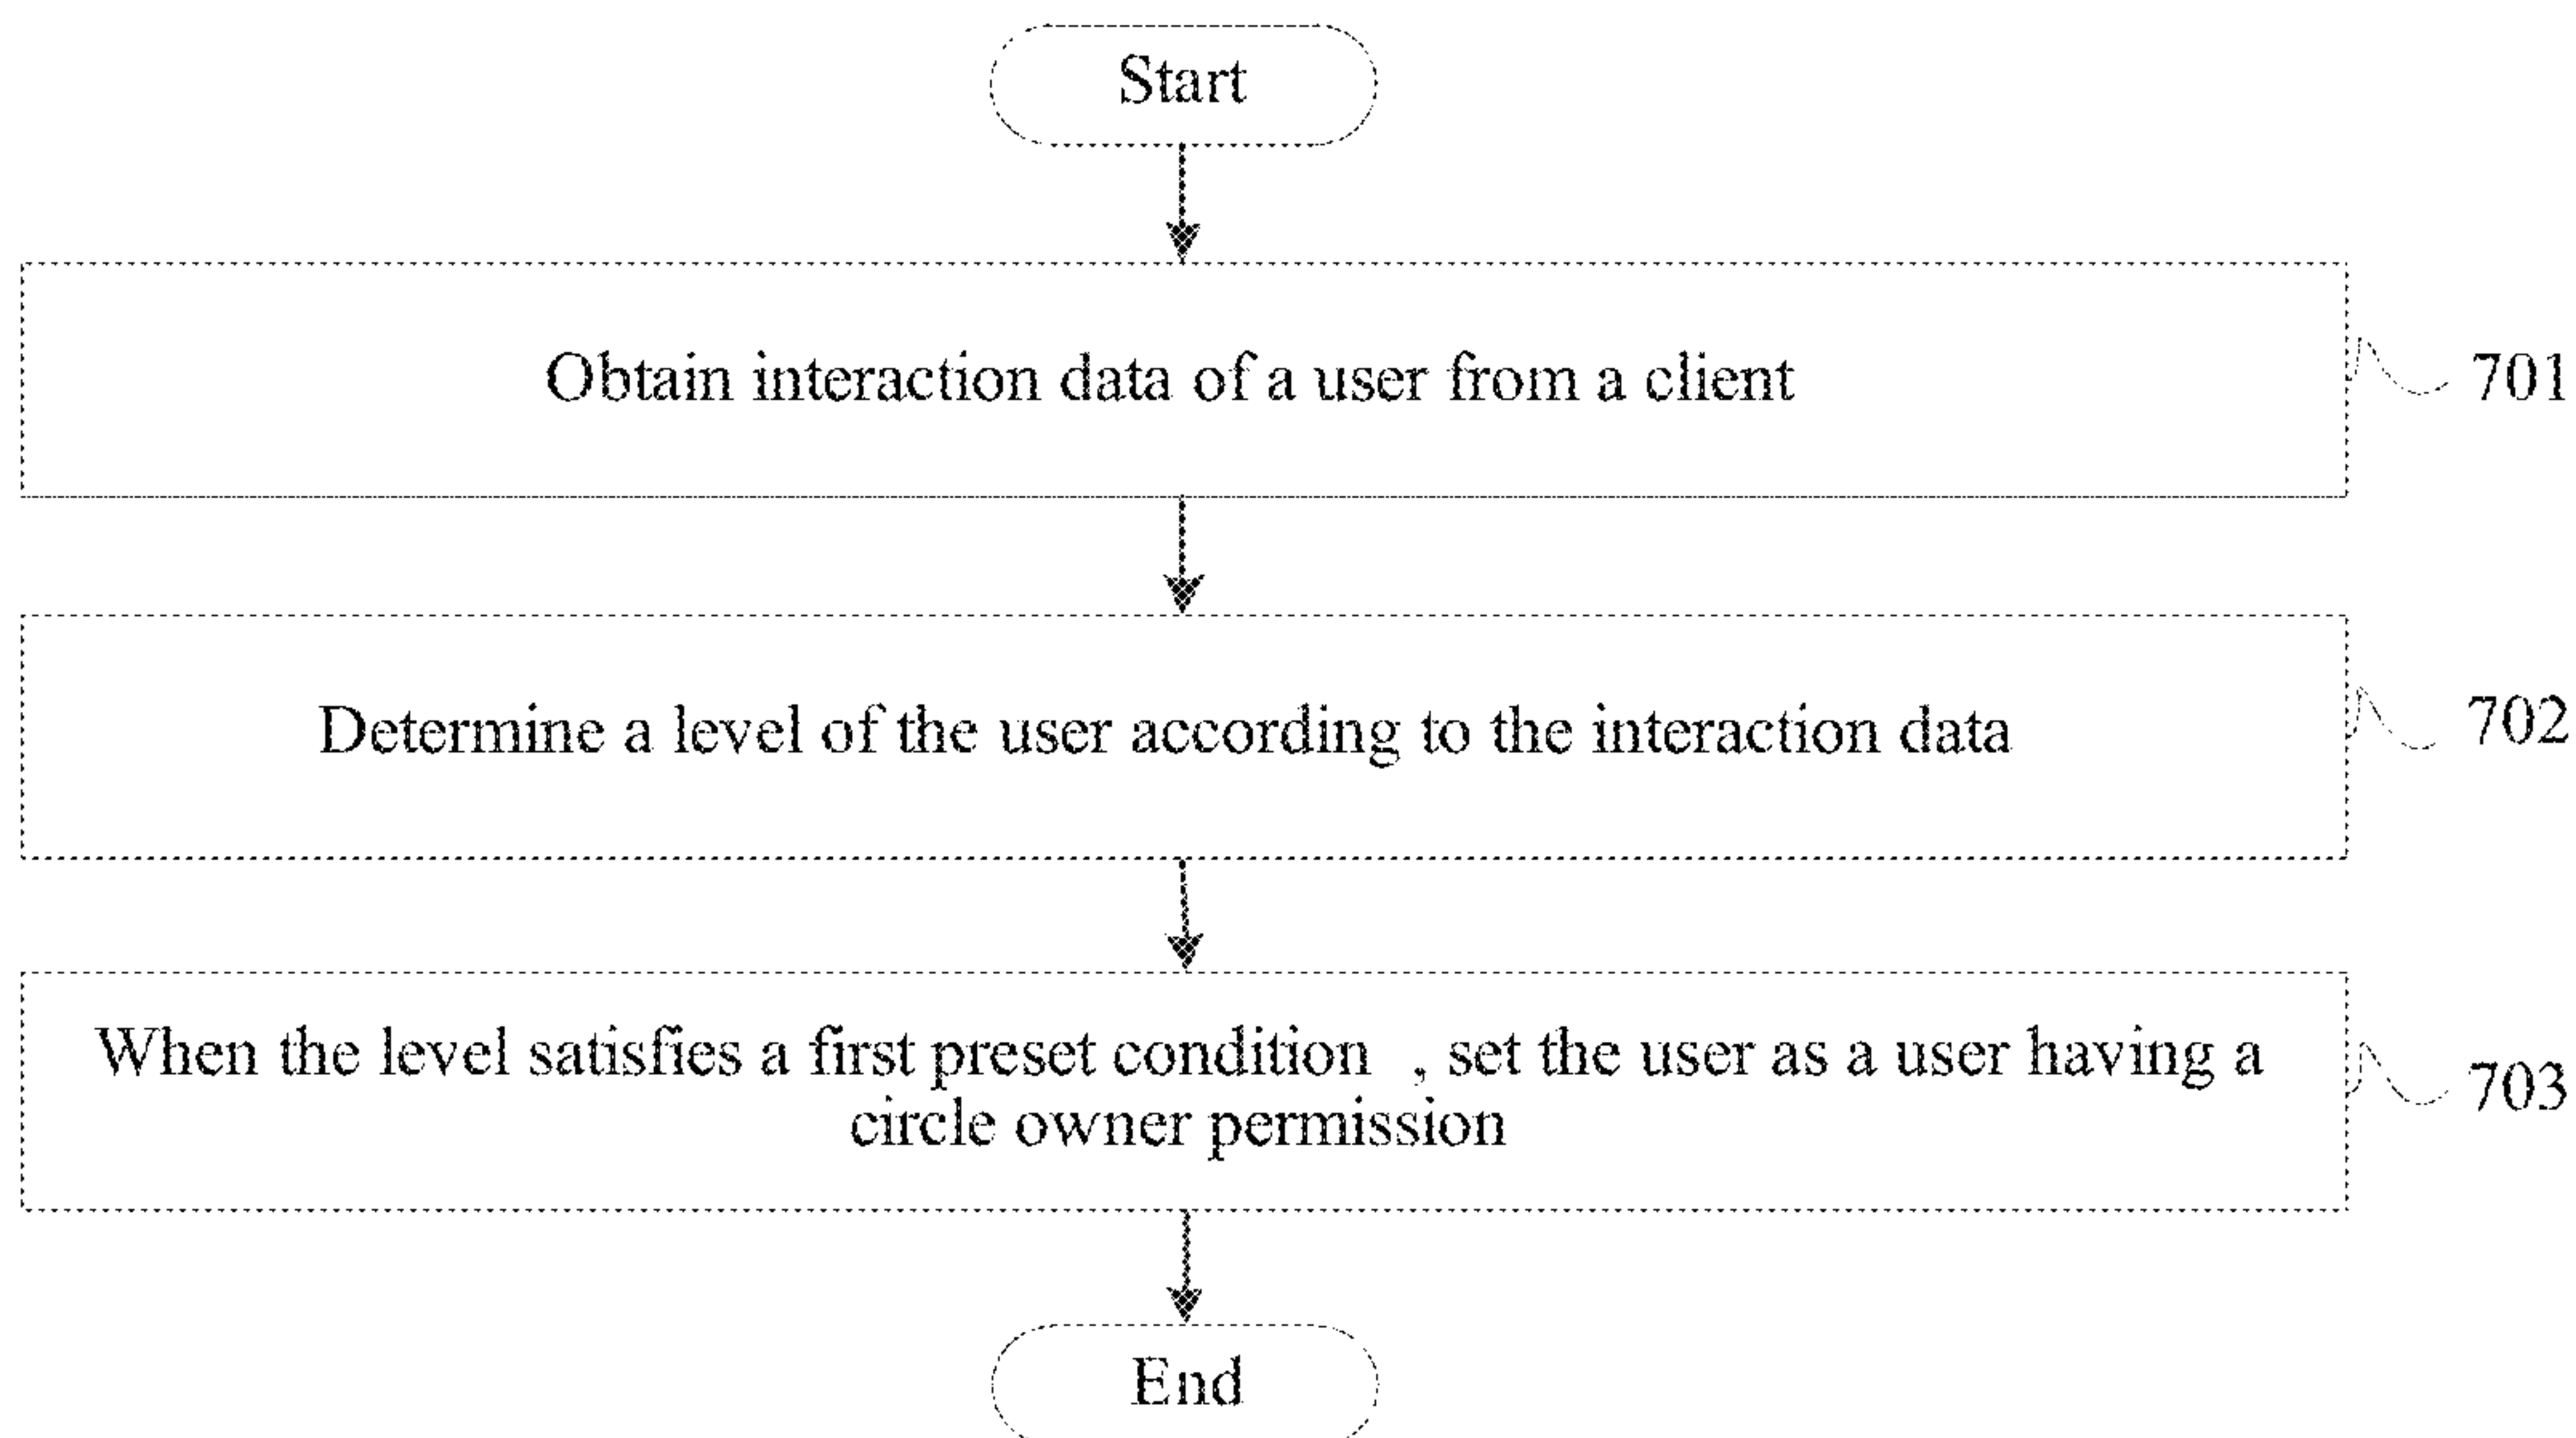 Start
Obtain interaction data of a user from a client
701
Determine a level of the user according to the interaction data
702
When the level satisfies a first preset condition , set the user as a user having a
circle owner permission
703
End